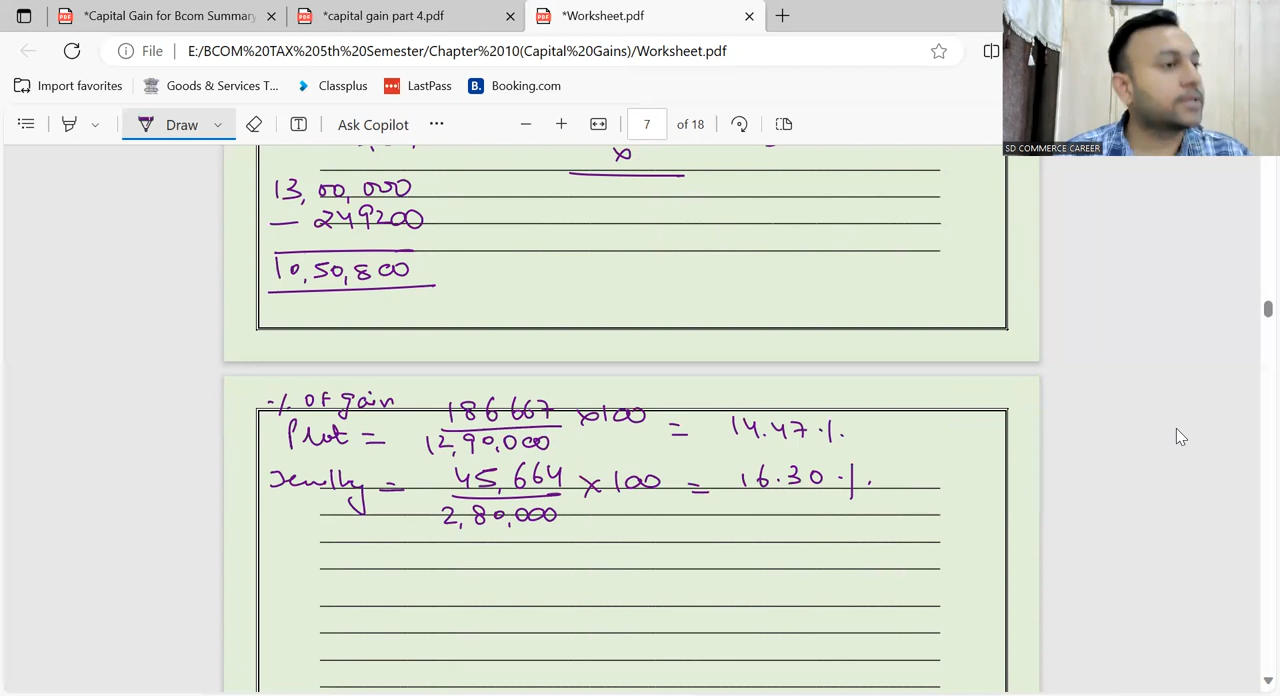 *Capital Gain for Bcom Summary
*capital gain part 4.pdf
*Worksheet.pdf
File E:/BCOM%20TAX%205th%20Semester/Chapter%2010(Capital%20Gains)/Worksheet.pdf
Import favorites Goods & Services T... Classplus LastPass B. Booking.com
Draw Ask Copilot 7 of 18
SD COMMERCE CAREER
13,00,000
— 249200
10,50,800
% OF gain
Plot = 186667 / 12,90,000 ×100 = 14.47%.
= 45,664 / 2,80,000 × 100 = 16.30%.